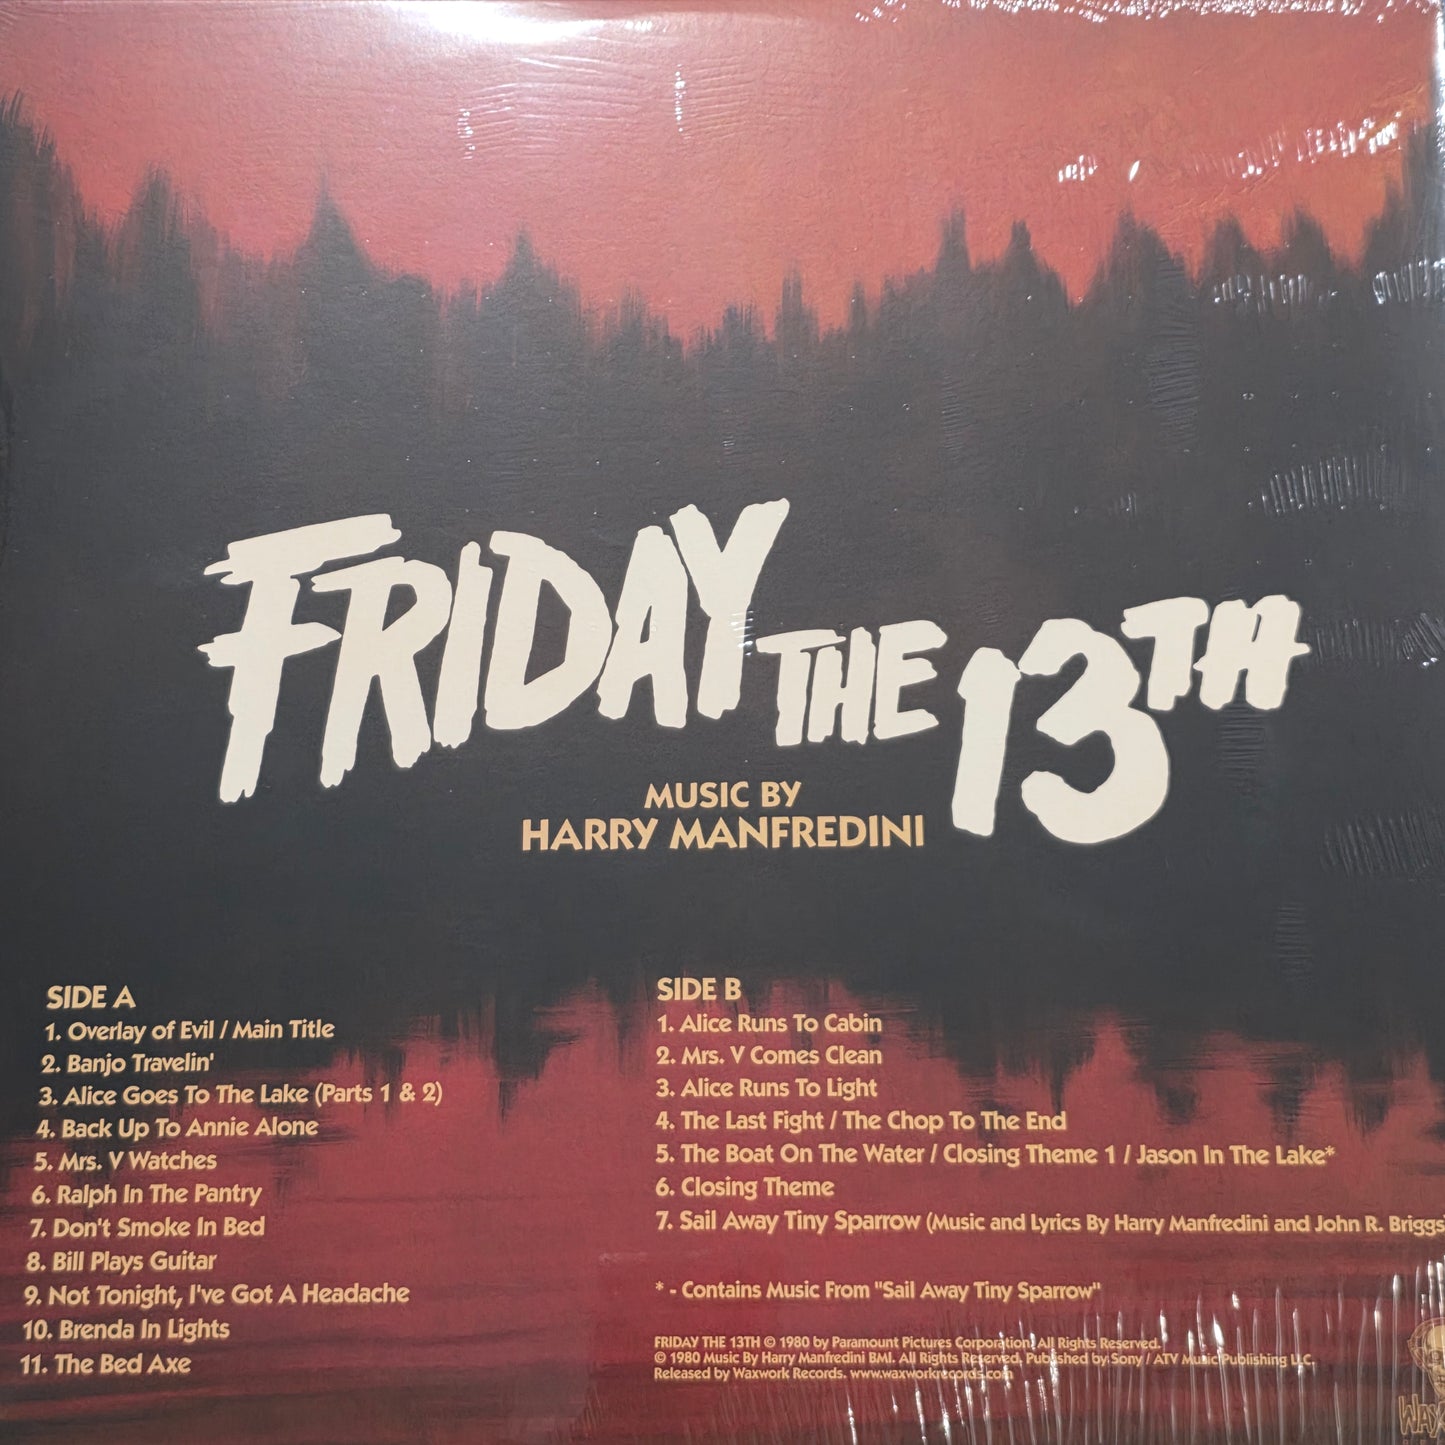 FRIDAY THE 13TH
MUSIC BY
HARRY MANFREDINI
SIDE A
1. Overlay of Evil / Main Title
2. Banjo Travelin'
3. Alice Goes To The Lake (Parts 1 & 2)
4. Back Up To Annie Alone
5. Mrs. V Watches
6. Ralph In The Pantry
7. Don't Smoke In Bed
8. Bill Plays Guitar
9. Not Tonight, I've Got A Headache
10. Brenda In Lights
11. The Bed Axe
SIDE B
1. Alice Runs To Cabin
2. Mrs. V Comes Clean
3. Alice Runs To Light
4. The Last Fight / The Chop To The End
5. The Boat On The Water / Closing Theme 1 / Jason In The Lake*
6. Closing Theme
7. Sail Away Tiny Sparrow (Music and Lyrics By Harry Manfredini and John R. Briggs)
* - Contains Music From "Sail Away Tiny Sparrow"
FRIDAY THE 13TH © 1980 by Paramount Pictures Corporation. All Rights Reserved.
© 1980 Music By Harry Manfredini BMI. All Rights Reserved. Published by Sony / ATV Music Publishing LLC.
Released by Waxwork Records. www.waxworkrecords.com